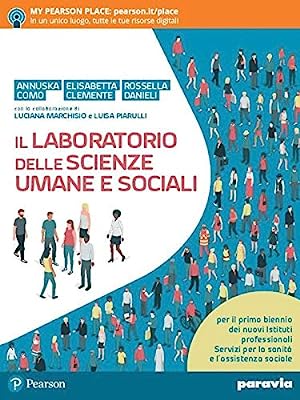 MY PEARSON PLACE: pearson.it/place
In un unico luogo, tutte le tue risorse digitali
ANNUSKA COMO
ELISABETTA CLEMENTE
ROSSELLA DANIELI
con la collaborazione di
LUCIANA MARCHISIO e LUISA PIARULLI
IL LABORATORIO
DELLE SCIENZE
UMANE E SOCIALI
per il primo biennio
dei nuovi Istituti
professionali
Servizi per la sanità
e l'assistenza sociale
Pearson
paravia